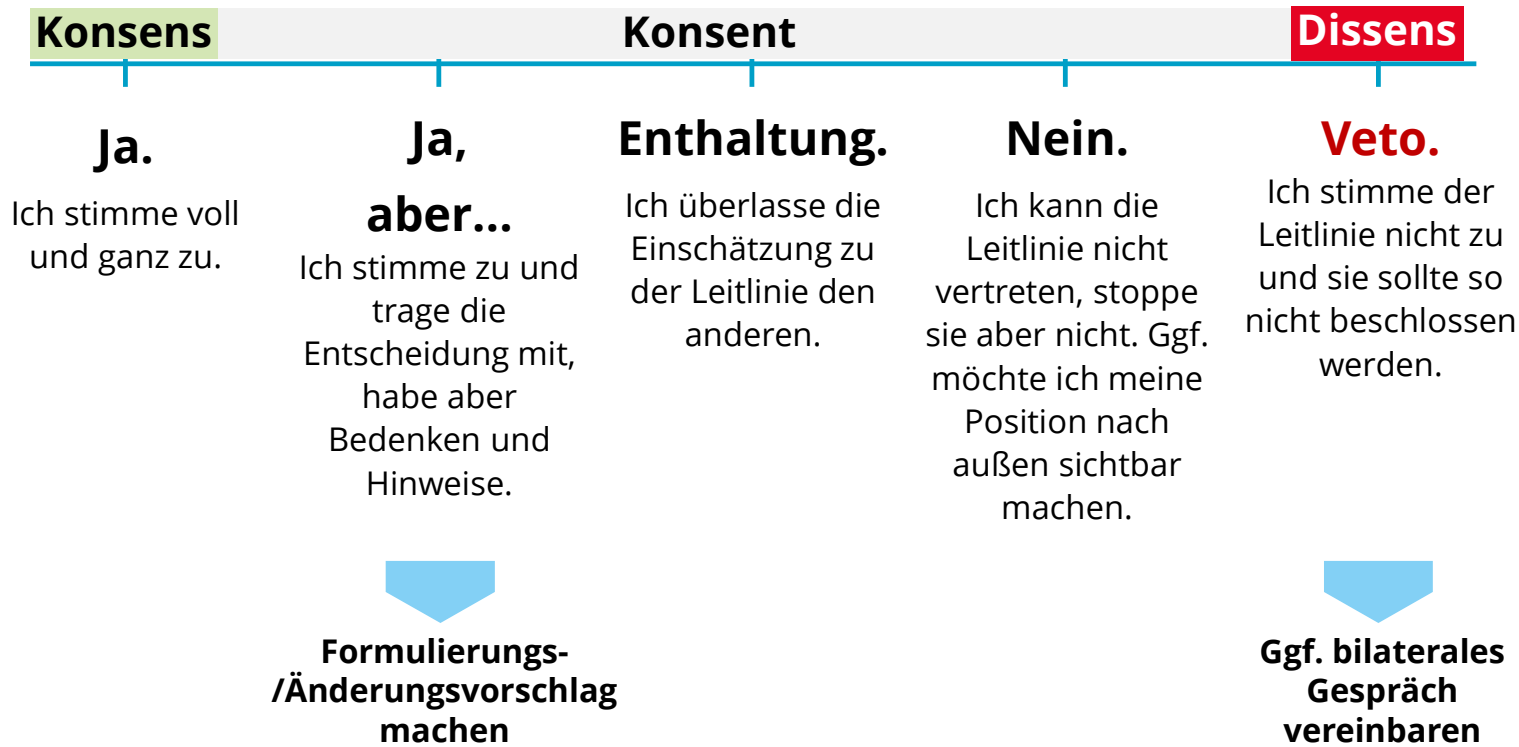 Konsens
Konsent
Dissens
Ja.
Ich stimme voll
und ganz zu.
Ja,
aber...
Ich stimme zu und
trage die
Entscheidung mit,
habe aber
Bedenken und
Hinweise.
Formulierungs-
/Änderungsvorschlag
machen
Enthaltung.
Ich überlasse die
Einschätzung zu
der Leitlinie den
anderen.
Nein.
Ich kann die
Leitlinie nicht
vertreten, stoppe
sie aber nicht. Ggf.
möchte ich meine
Position nach
außen sichtbar
machen.
Veto.
Ich stimme der
Leitlinie nicht zu
und sie sollte so
nicht beschlossen
werden.
Ggf. bilaterales
Gespräch
vereinbaren